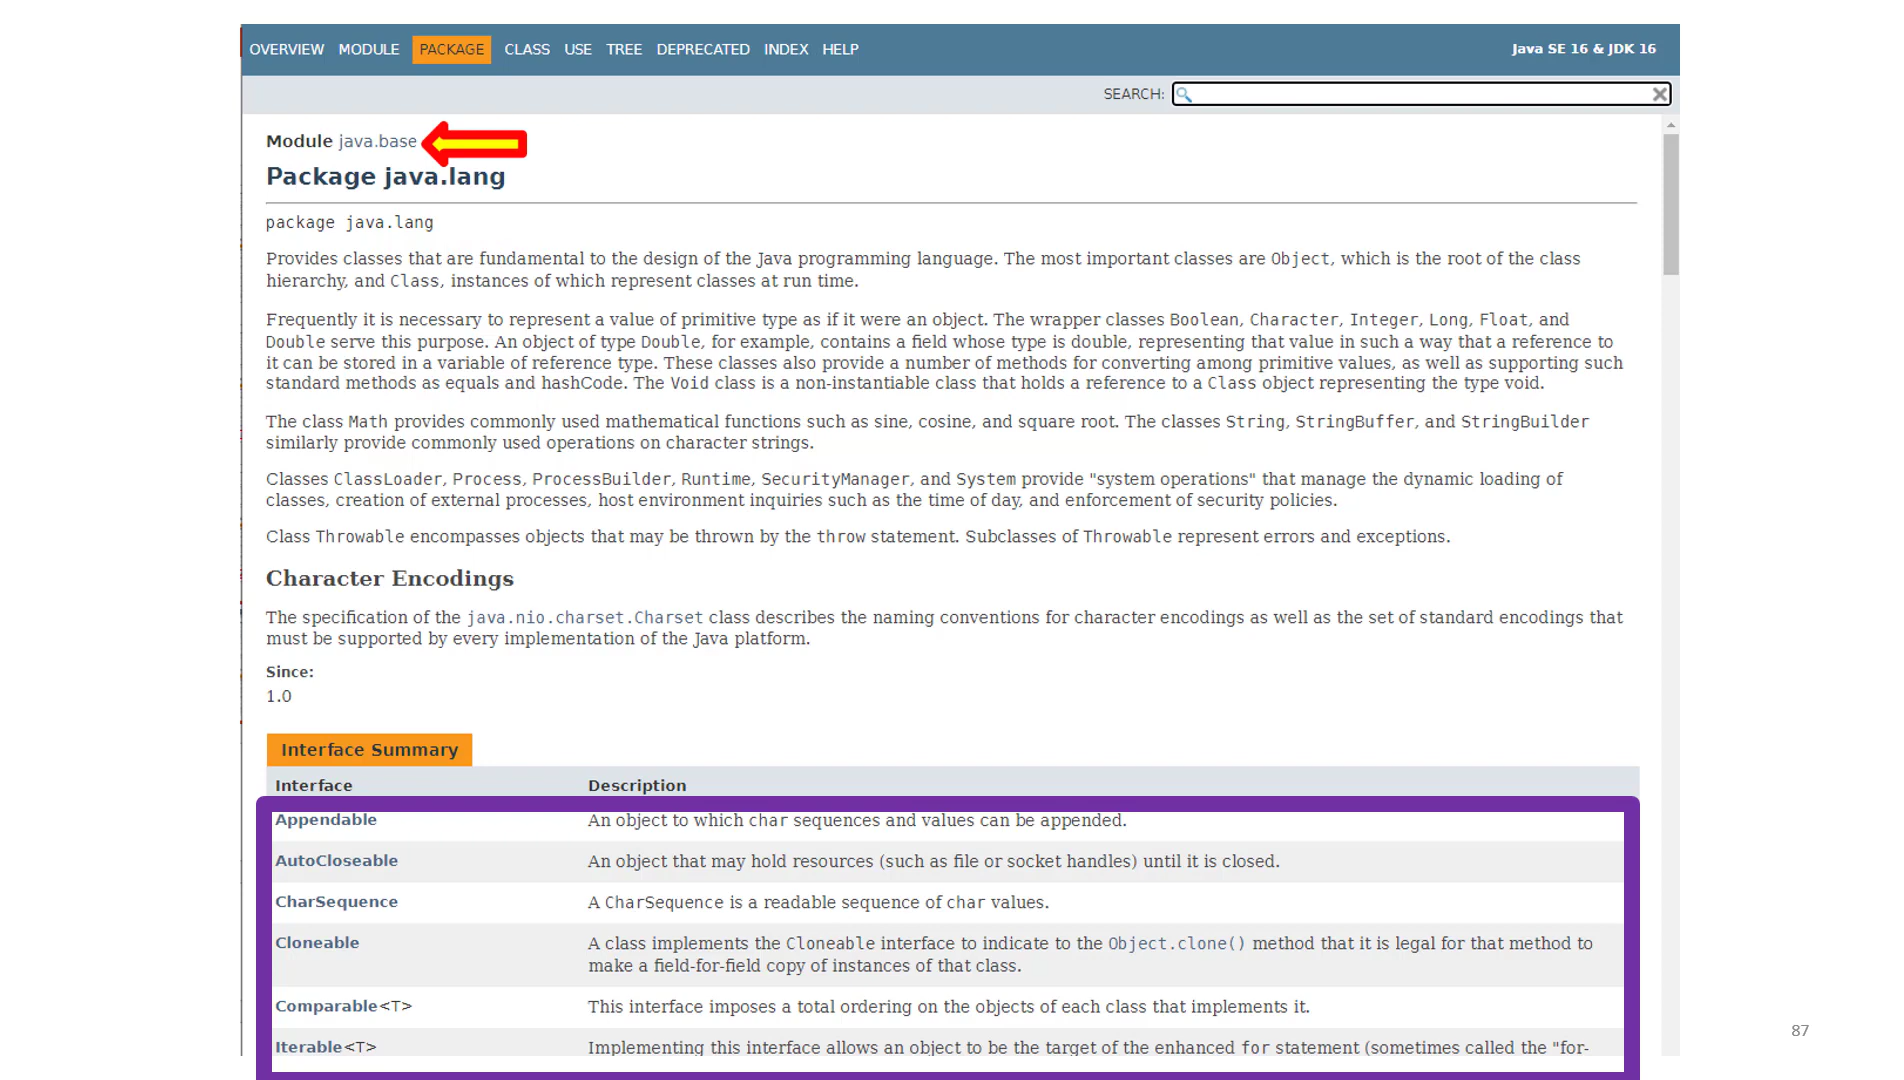 OVERVIEW MODULE PACKAGE CLASS USE TREE DEPRECATED INDEX HELP Java SE 16 & JDK 16
SEARCH:
Module java.base
Package java.lang
package java.lang
Provides classes that are fundamental to the design of the Java programming language. The most important classes are Object, which is the root of the class
hierarchy, and Class, instances of which represent classes at run time.
Frequently it is necessary to represent a value of primitive type as if it were an object. The wrapper classes Boolean, Character, Integer, Long, Float, and
Double serve this purpose. An object of type Double, for example, contains a field whose type is double, representing that value in such a way that a reference to
it can be stored in a variable of reference type. These classes also provide a number of methods for converting among primitive values, as well as supporting such
standard methods as equals and hashCode. The Void class is a non-instantiable class that holds a reference to a Class object representing the type void.
The class Math provides commonly used mathematical functions such as sine, cosine, and square root. The classes String, StringBuffer, and StringBuilder
similarly provide commonly used operations on character strings.
Classes ClassLoader, Process, ProcessBuilder, Runtime, SecurityManager, and System provide "system operations" that manage the dynamic loading of
classes, creation of external processes, host environment inquiries such as the time of day, and enforcement of security policies.
Class Throwable encompasses objects that may be thrown by the throw statement. Subclasses of Throwable represent errors and exceptions.
Character Encodings
The specification of the java.nio.charset.Charset class describes the naming conventions for character encodings as well as the set of standard encodings that
must be supported by every implementation of the Java platform.
Since:
1.0
Interface Summary
Interface Description
Appendable An object to which char sequences and values can be appended.
AutoCloseable An object that may hold resources (such as file or socket handles) until it is closed.
CharSequence A CharSequence is a readable sequence of char values.
Cloneable A class implements the Cloneable interface to indicate to the Object.clone() method that it is legal for that method to
make a field-for-field copy of instances of that class.
Comparable<T> This interface imposes a total ordering on the objects of each class that implements it.
Iterable<T> Implementing this interface allows an object to be the target of the enhanced for statement (sometimes called the "for-
87